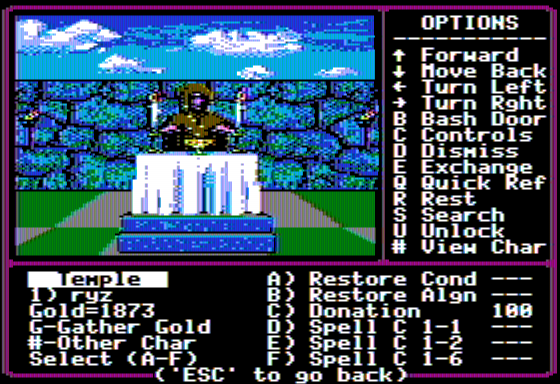 OPTIONS
------------
↑ Forward
↓ Move Back
← Turn Left
→ Turn Rght
B Bash Door
C Controls
D Dismiss
E Exchange
Q Quick Ref
R Rest
S Search
U Unlock
# View Char
Temple
1) ryz
Gold=1873
G-Gather Gold
#-Other Char
Select (A-F)
A) Restore Cond ---
B) Restore Algn ---
C) Donation 100
D) Spell C 1-1 ---
E) Spell C 1-2 ---
F) Spell C 1-6 ---
('ESC' to go back)